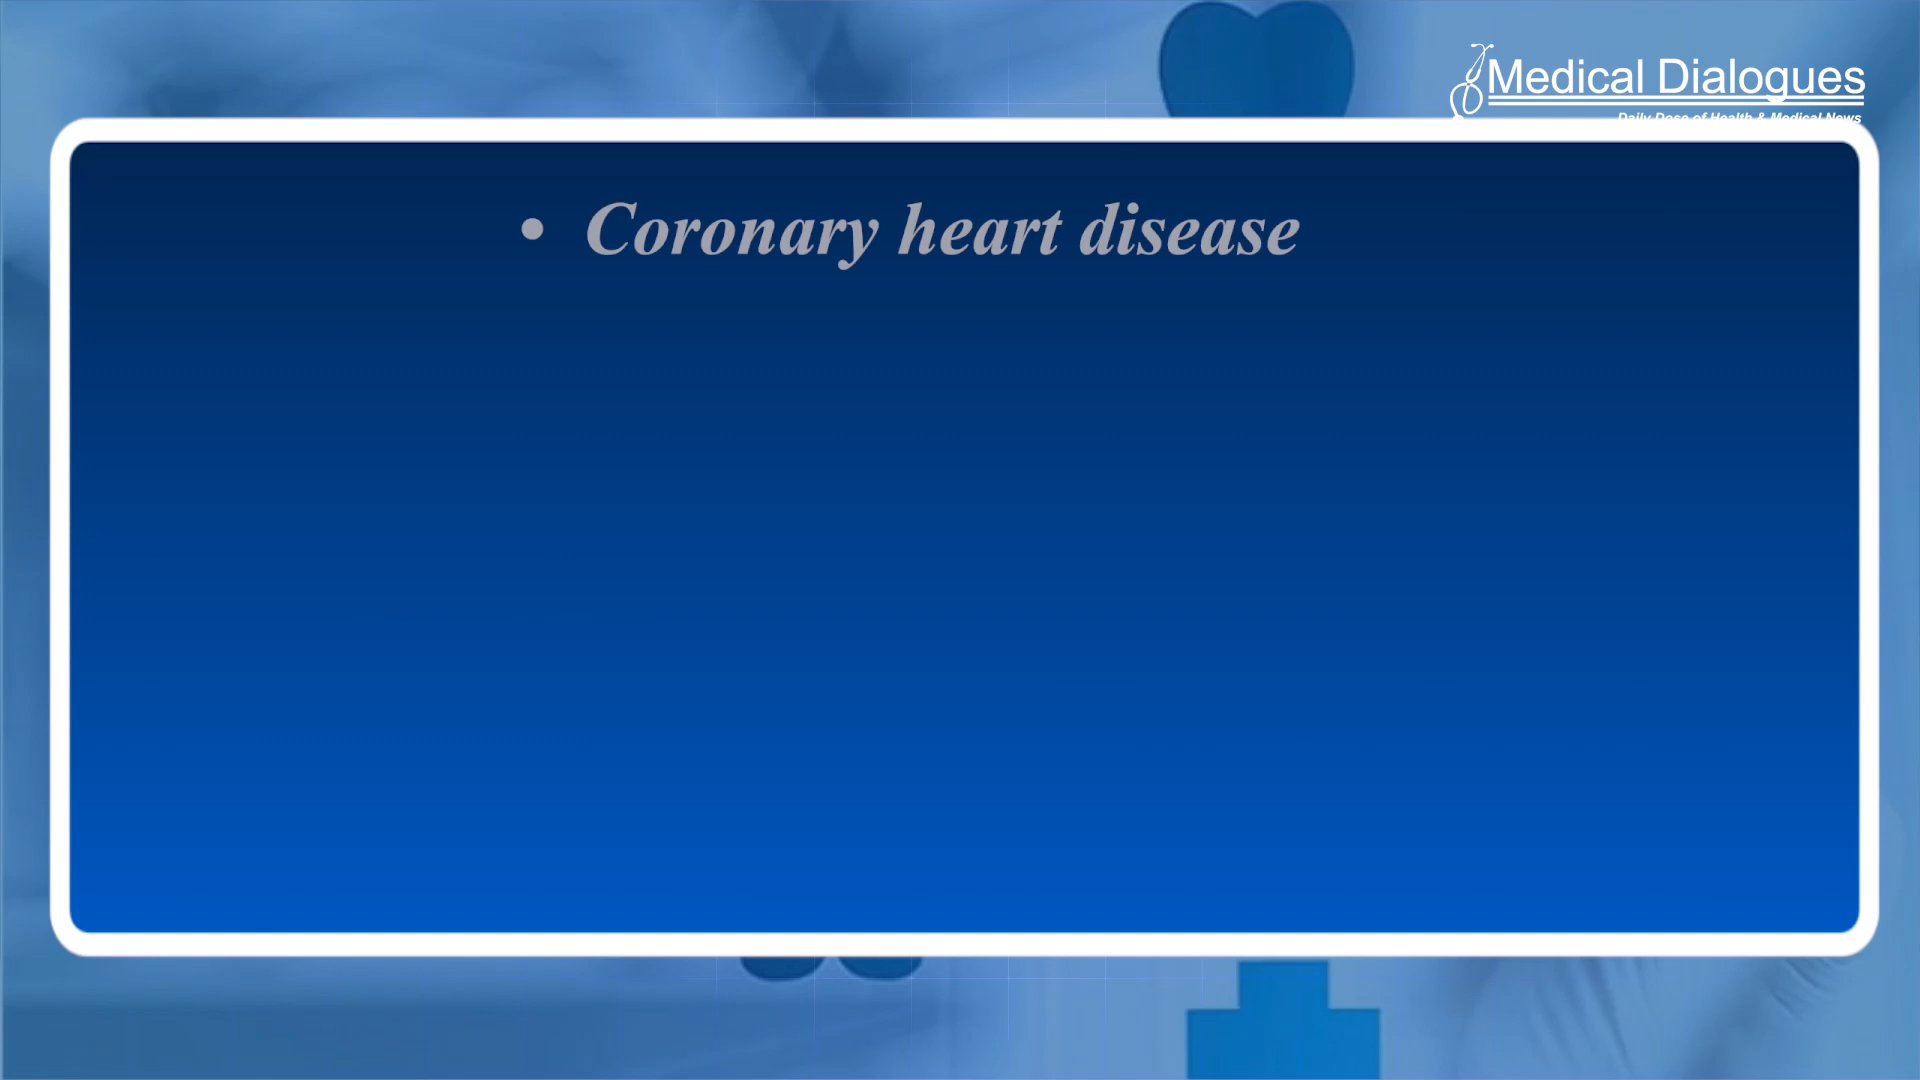 Medical Dialogues
Daily Dose of Health & Medical News
• Coronary heart disease